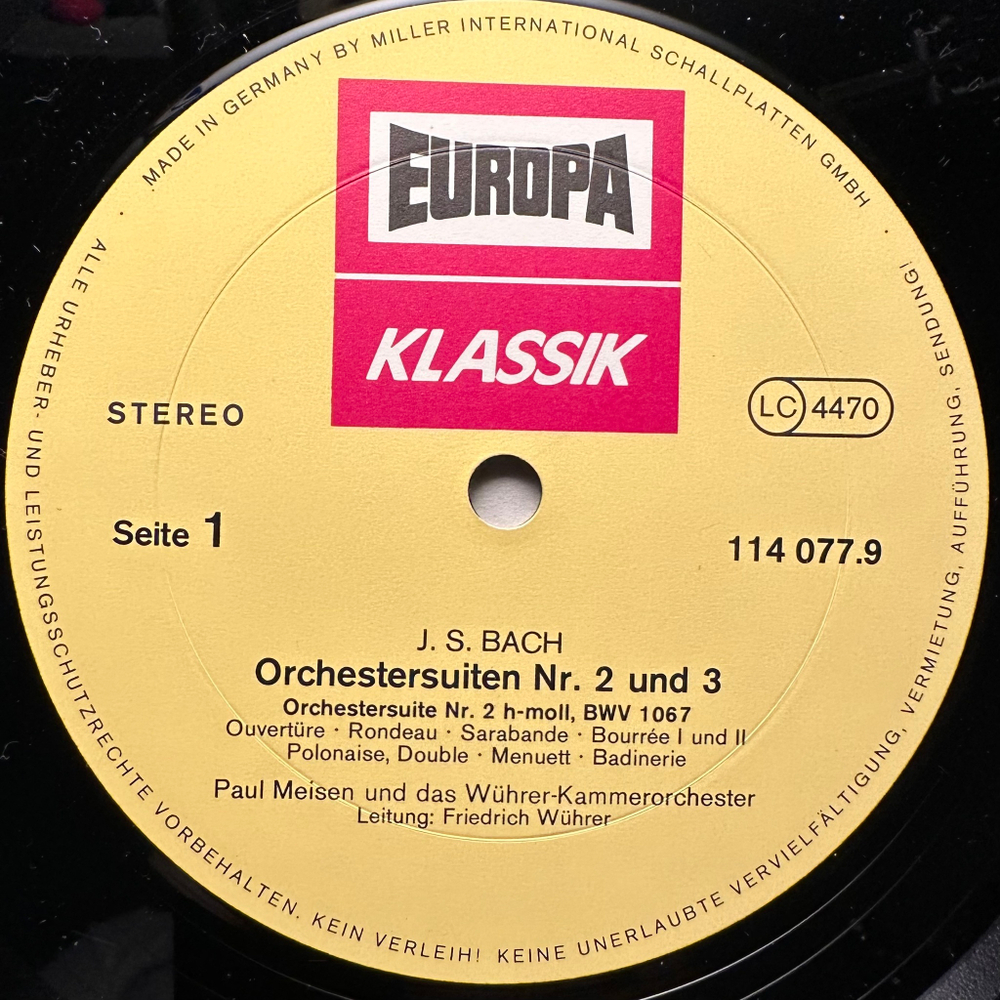 MADE IN GERMANY BY MILLER INTERNATIONAL SCHALLPLATTEN GMBH
EUROPA
KLASSIK
STEREO
LC 4470
Seite 1
114 077.9
J. S. BACH
Orchestersuiten Nr. 2 und 3
Orchestersuite Nr. 2 h-moll, BWV 1067
Ouvertüre · Rondeau · Sarabande · Bourrée I und II
Polonaise, Double · Menuett · Badinerie
Paul Meisen und das Wührer-Kammerorchester
Leitung: Friedrich Wührer
ALLE URHEBER- UND LEISTUNGSSCHUTZRECHTE VORBEHALTEN. KEIN VERLEIH! KEINE UNERLAUBTE VERVIELFÄLTIGUNG, VERMIETUNG, AUFFÜHRUNG, SENDUNG!